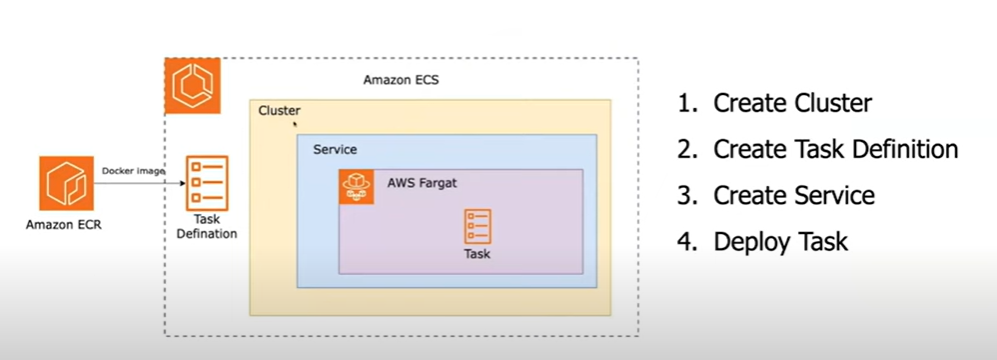 Amazon ECS
Cluster
Service
AWS Fargat
Task
Docker image
Amazon ECR
Task
Defination
1. Create Cluster
2. Create Task Definition
3. Create Service
4. Deploy Task